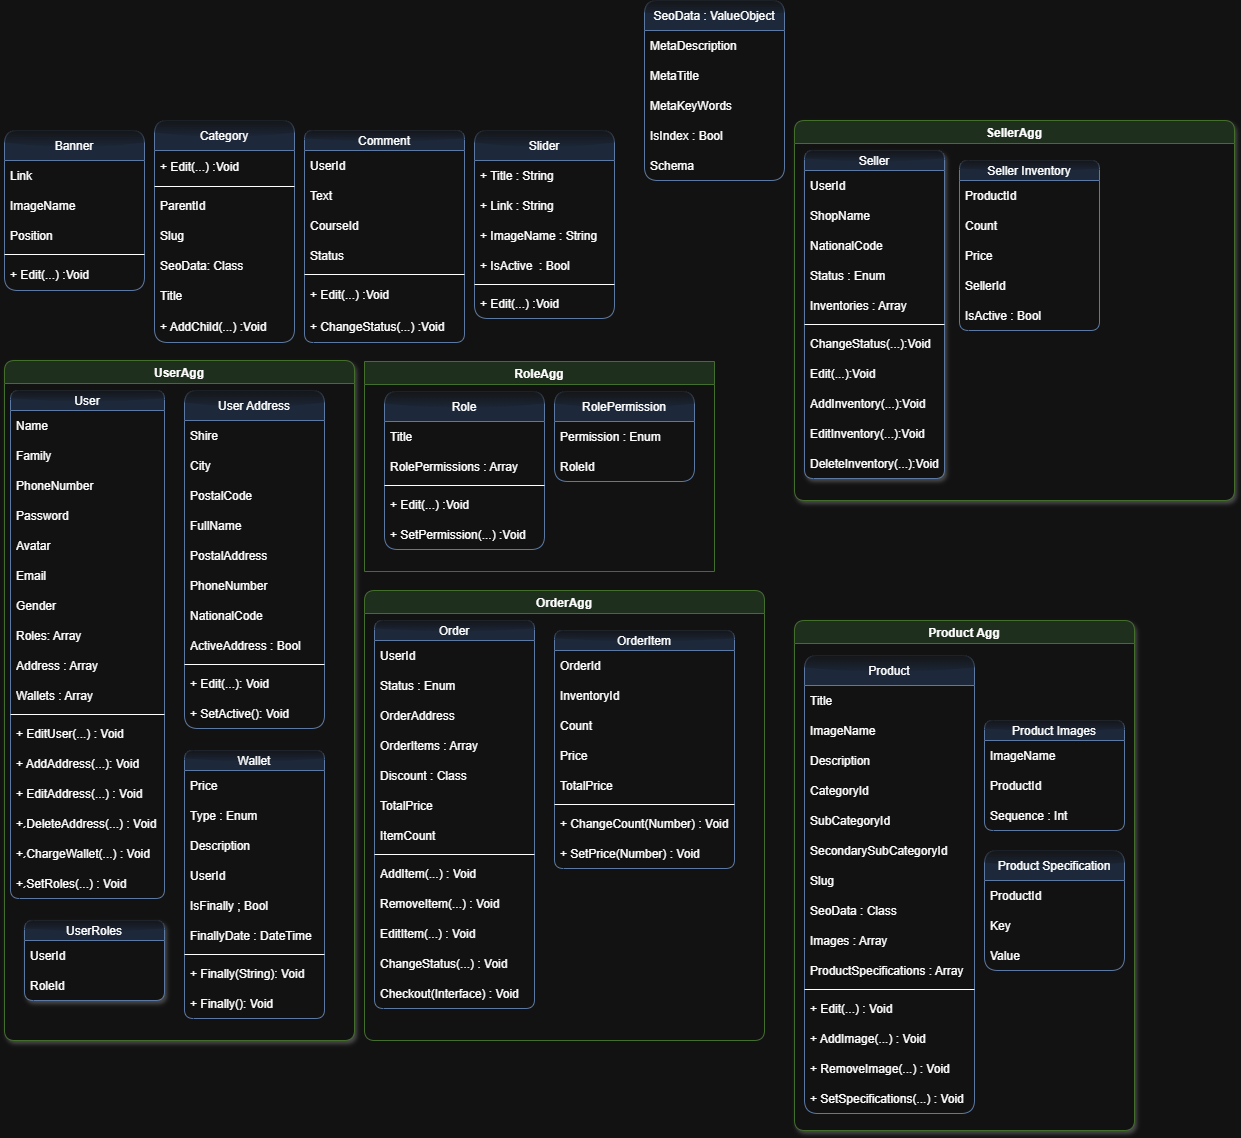 SeoData : ValueObject
MetaDescription
MetaTitle
MetaKeyWords
IsIndex : Bool
Schema
Banner
Link
ImageName
Position
+ Edit(...) :Void
Category
+ Edit(...) :Void
ParentId
Slug
SeoData: Class
Title
+ AddChild(...) :Void
Comment
UserId
Text
CourseId
Status
+ Edit(...) :Void
+ ChangeStatus(...) :Void
Slider
+ Title : String
+ Link : String
+ ImageName : String
+ IsActive  : Bool
+ Edit(...) :Void
SellerAgg
Seller
UserId
ShopName
NationalCode
Status : Enum
Inventories : Array
ChangeStatus(...):Void
Edit(...):Void
AddInventory(...):Void
EditInventory(...):Void
DeleteInventory(...):Void
Seller Inventory
ProductId
Count
Price
SellerId
IsActive : Bool
UserAgg
User
Name
Family
PhoneNumber
Password
Avatar
Email
Gender
Roles: Array
Address : Array
Wallets : Array
+ EditUser(...) : Void
+ AddAddress(...): Void
+ EditAddress(...) : Void
+.DeleteAddress(...) : Void
+.ChargeWallet(...) : Void
+.SetRoles(...) : Void
User Address
Shire
City
PostalCode
FullName
PostalAddress
PhoneNumber
NationalCode
ActiveAddress : Bool
+ Edit(...): Void
+ SetActive(): Void
Wallet
Price
Type : Enum
Description
UserId
IsFinally ; Bool
FinallyDate : DateTime
+ Finally(String): Void
+ Finally(): Void
UserRoles
UserId
RoleId
RoleAgg
Role
Title
RolePermissions : Array
+ Edit(...) :Void
+ SetPermission(...) :Void
RolePermission
Permission : Enum
RoleId
OrderAgg
Order
UserId
Status : Enum
OrderAddress
OrderItems : Array
Discount : Class
TotalPrice
ItemCount
AddItem(...) : Void
RemoveItem(...) : Void
EditItem(...) : Void
ChangeStatus(...) : Void
Checkout(Interface) : Void
OrderItem
OrderId
InventoryId
Count
Price
TotalPrice
+ ChangeCount(Number) : Void
+ SetPrice(Number) : Void
Product Agg
Product
Title
ImageName
Description
CategoryId
SubCategoryId
SecondarySubCategoryId
Slug
SeoData : Class
Images : Array
ProductSpecifications : Array
+ Edit(...) : Void
+ AddImage(...) : Void
+ RemoveImage(...) : Void
+ SetSpecifications(...) : Void
Product Images
ImageName
ProductId
Sequence : Int
Product Specification
ProductId
Key
Value